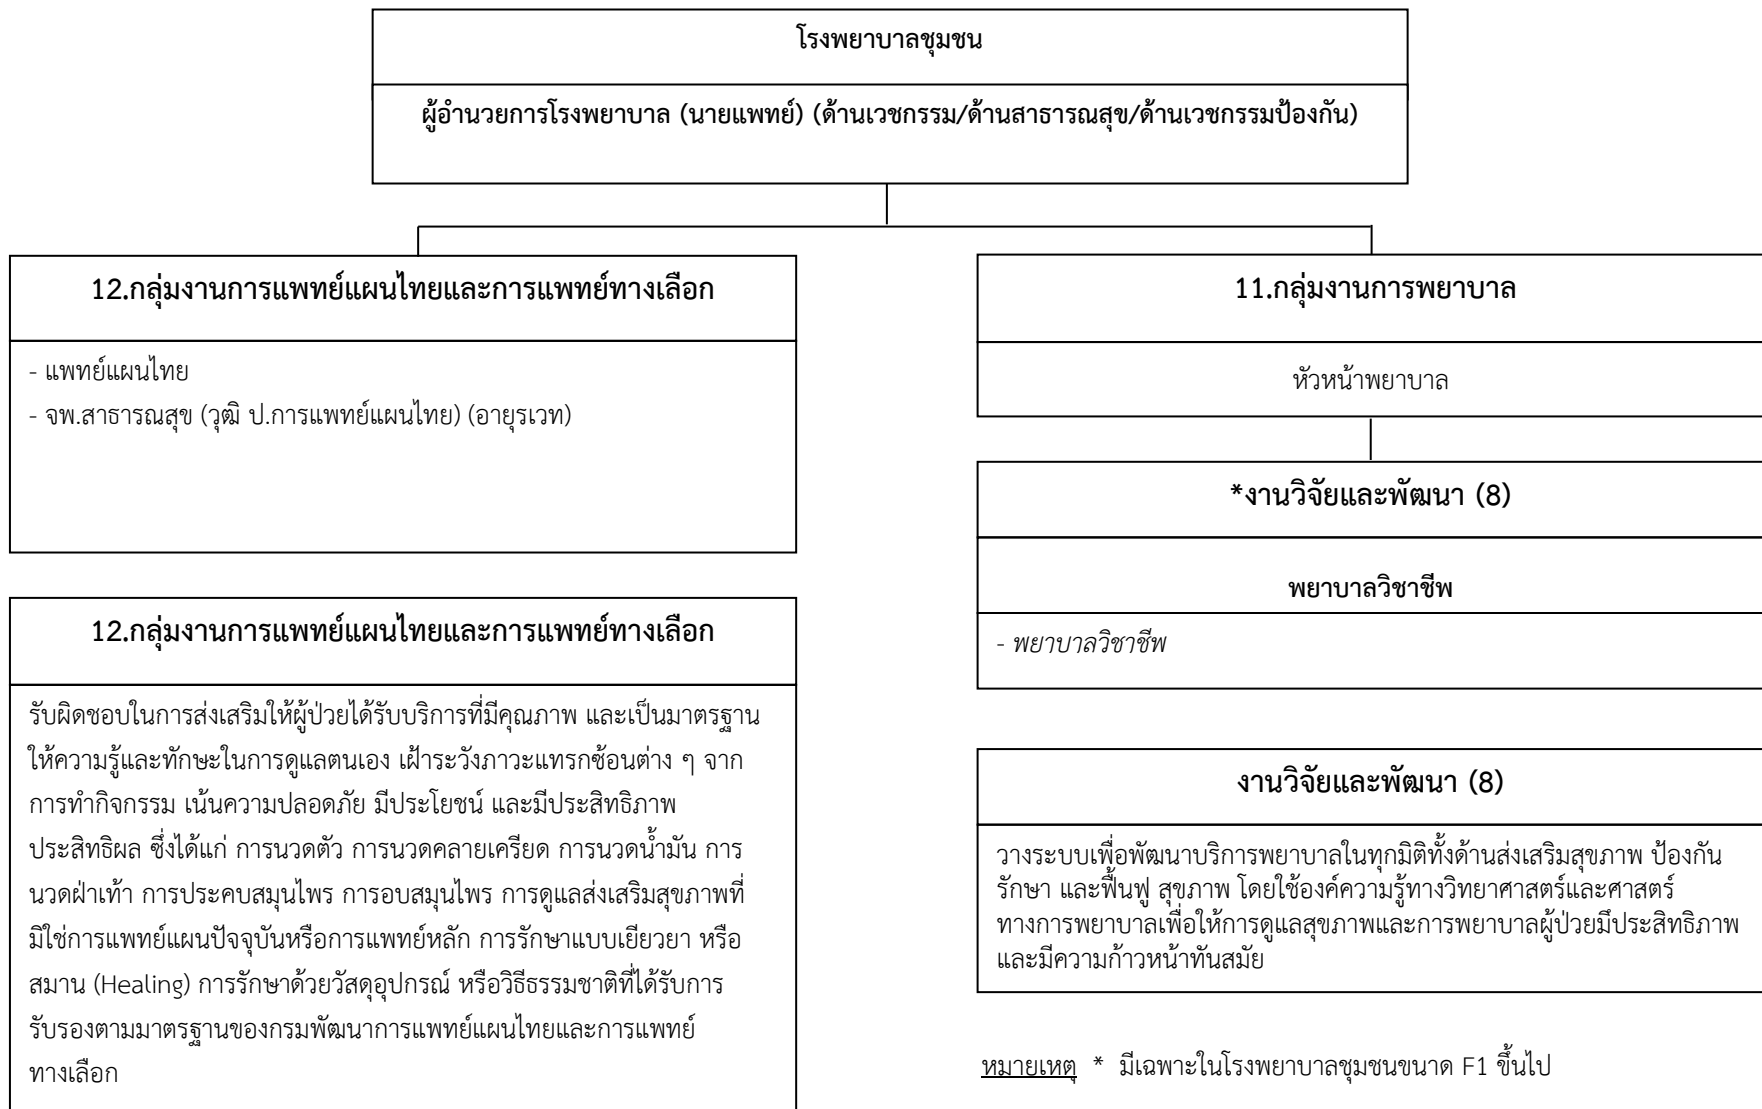 โรงพยาบาลชุมชน
ผู้อำนวยการโรงพยาบาล (นายแพทย์) (ด้านเวชกรรม/ด้านสาธารณสุข/ด้านเวชกรรมป้องกัน)
12.กลุ่มงานการแพทย์แผนไทยและการแพทย์ทางเลือก
- แพทย์แผนไทย
- จพ.สาธารณสุข (วุฒิ ป.การแพทย์แผนไทย) (อายุรเวท)
12.กลุ่มงานการแพทย์แผนไทยและการแพทย์ทางเลือก
รับผิดชอบในการส่งเสริมให้ผู้ป่วยได้รับบริการที่มีคุณภาพ และเป็นมาตรฐาน
ให้ความรู้และทักษะในการดูแลตนเอง เฝ้าระวังภาวะแทรกซ้อนต่าง ๆ จาก
การทำกิจกรรม เน้นความปลอดภัย มีประโยชน์ และมีประสิทธิภาพ
ประสิทธิผล ซึ่งได้แก่ การนวดตัว การนวดคลายเครียด การนวดน้ำมัน การ
นวดฝ่าเท้า การประคบสมุนไพร การอบสมุนไพร การดูแลส่งเสริมสุขภาพที่
มิใช่การแพทย์แผนปัจจุบันหรือการแพทย์หลัก การรักษาแบบเยียวยา หรือ
สมาน (Healing) การรักษาด้วยวัสดุอุปกรณ์ หรือวิธีธรรมชาติที่ได้รับการ
รับรองตามมาตรฐานของกรมพัฒนาการแพทย์แผนไทยและการแพทย์
ทางเลือก
11.กลุ่มงานการพยาบาล
หัวหน้าพยาบาล
*งานวิจัยและพัฒนา (8)
พยาบาลวิชาชีพ
- พยาบาลวิชาชีพ
งานวิจัยและพัฒนา (8)
วางระบบเพื่อพัฒนาบริการพยาบาลในทุกมิติทั้งด้านส่งเสริมสุขภาพ ป้องกัน
รักษา และฟื้นฟู สุขภาพ โดยใช้องค์ความรู้ทางวิทยาศาสตร์และศาสตร์
ทางการพยาบาลเพื่อให้การดูแลสุขภาพและการพยาบาลผู้ป่วยมีประสิทธิภาพ
และมีความก้าวหน้าทันสมัย
หมายเหตุ * มีเฉพาะในโรงพยาบาลชุมชนขนาด F1 ขึ้นไป